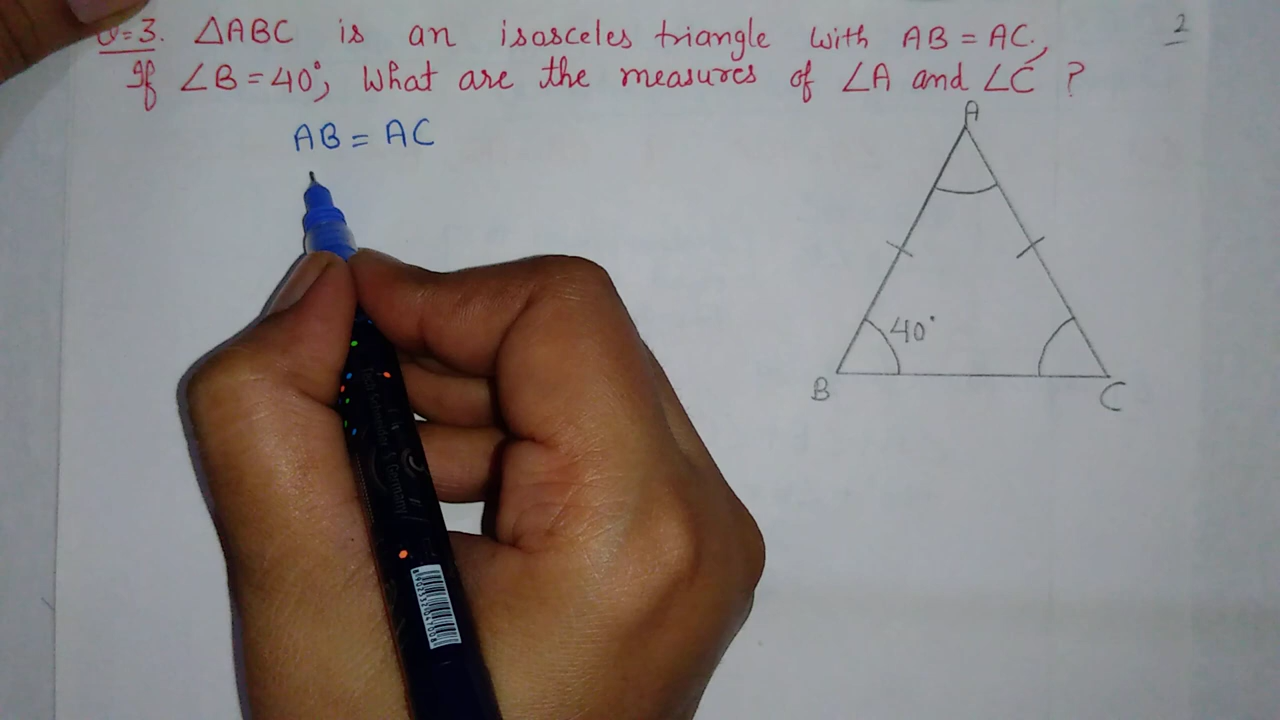 Q=3. △ABC is an isosceles triangle with AB = AC,
If ∠B = 40°, What are the measures of ∠A and ∠C ?
2
AB = AC
A
40°
B
C